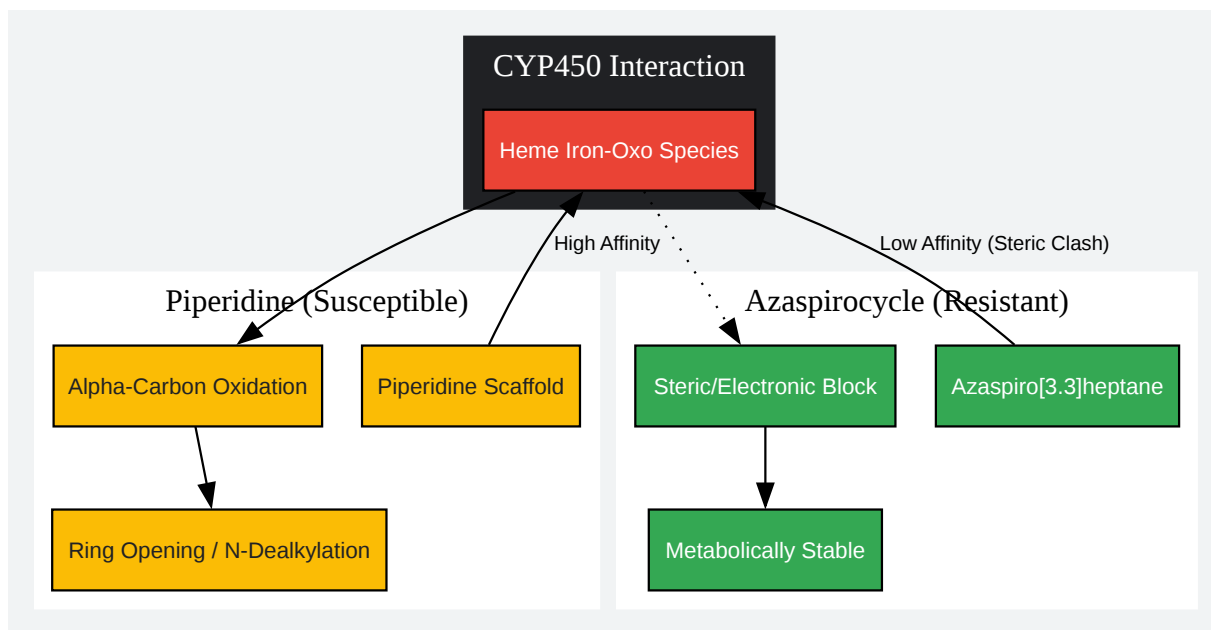 CYP450 Interaction
Heme Iron-Oxo Species
High Affinity
Low Affinity (Steric Clash)
Piperidine (Susceptible)
Azaspirocycle (Resistant)
Alpha-Carbon Oxidation
Piperidine Scaffold
Steric/Electronic Block
Azaspiro[3.3]heptane
Ring Opening / N-Dealkylation
Metabolically Stable